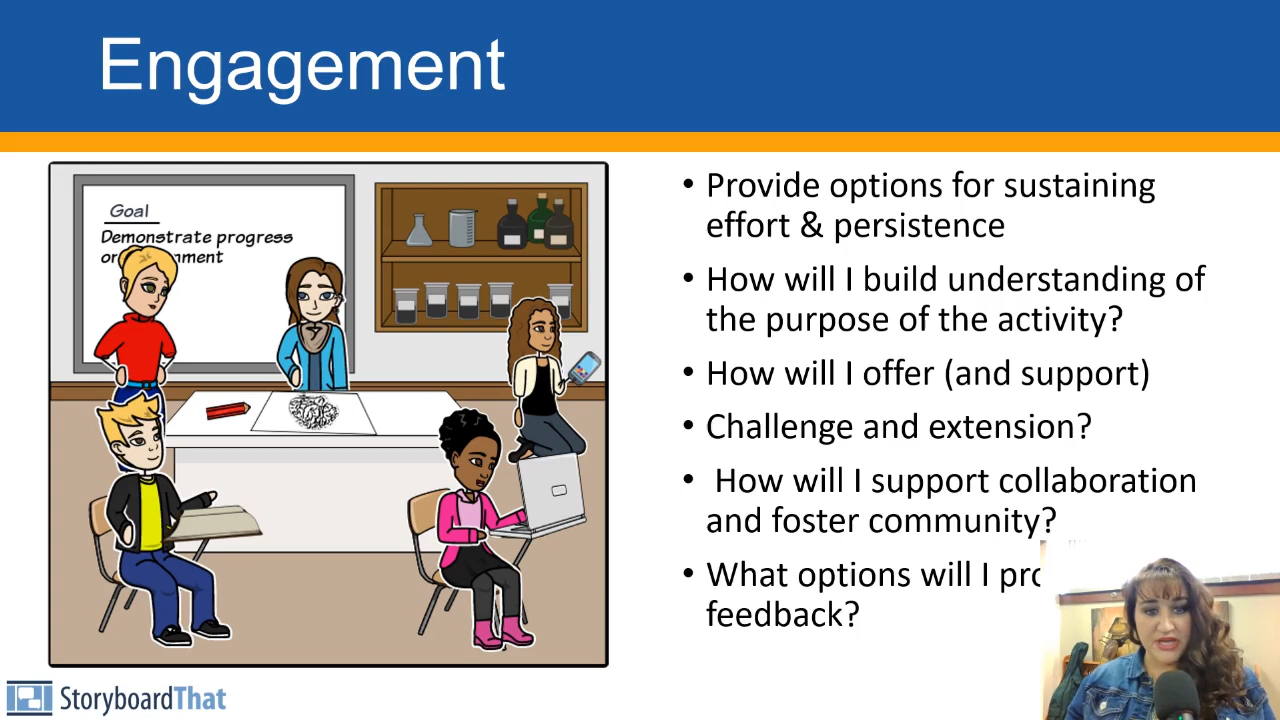 Engagement
Goal
Demonstrate progress
• Provide options for sustaining
effort & persistence
• How will I build understanding of
the purpose of the activity?
• How will I offer (and support)
• Challenge and extension?
• How will I support collaboration
and foster community?
• What options will I
feedback?
StoryboardThat